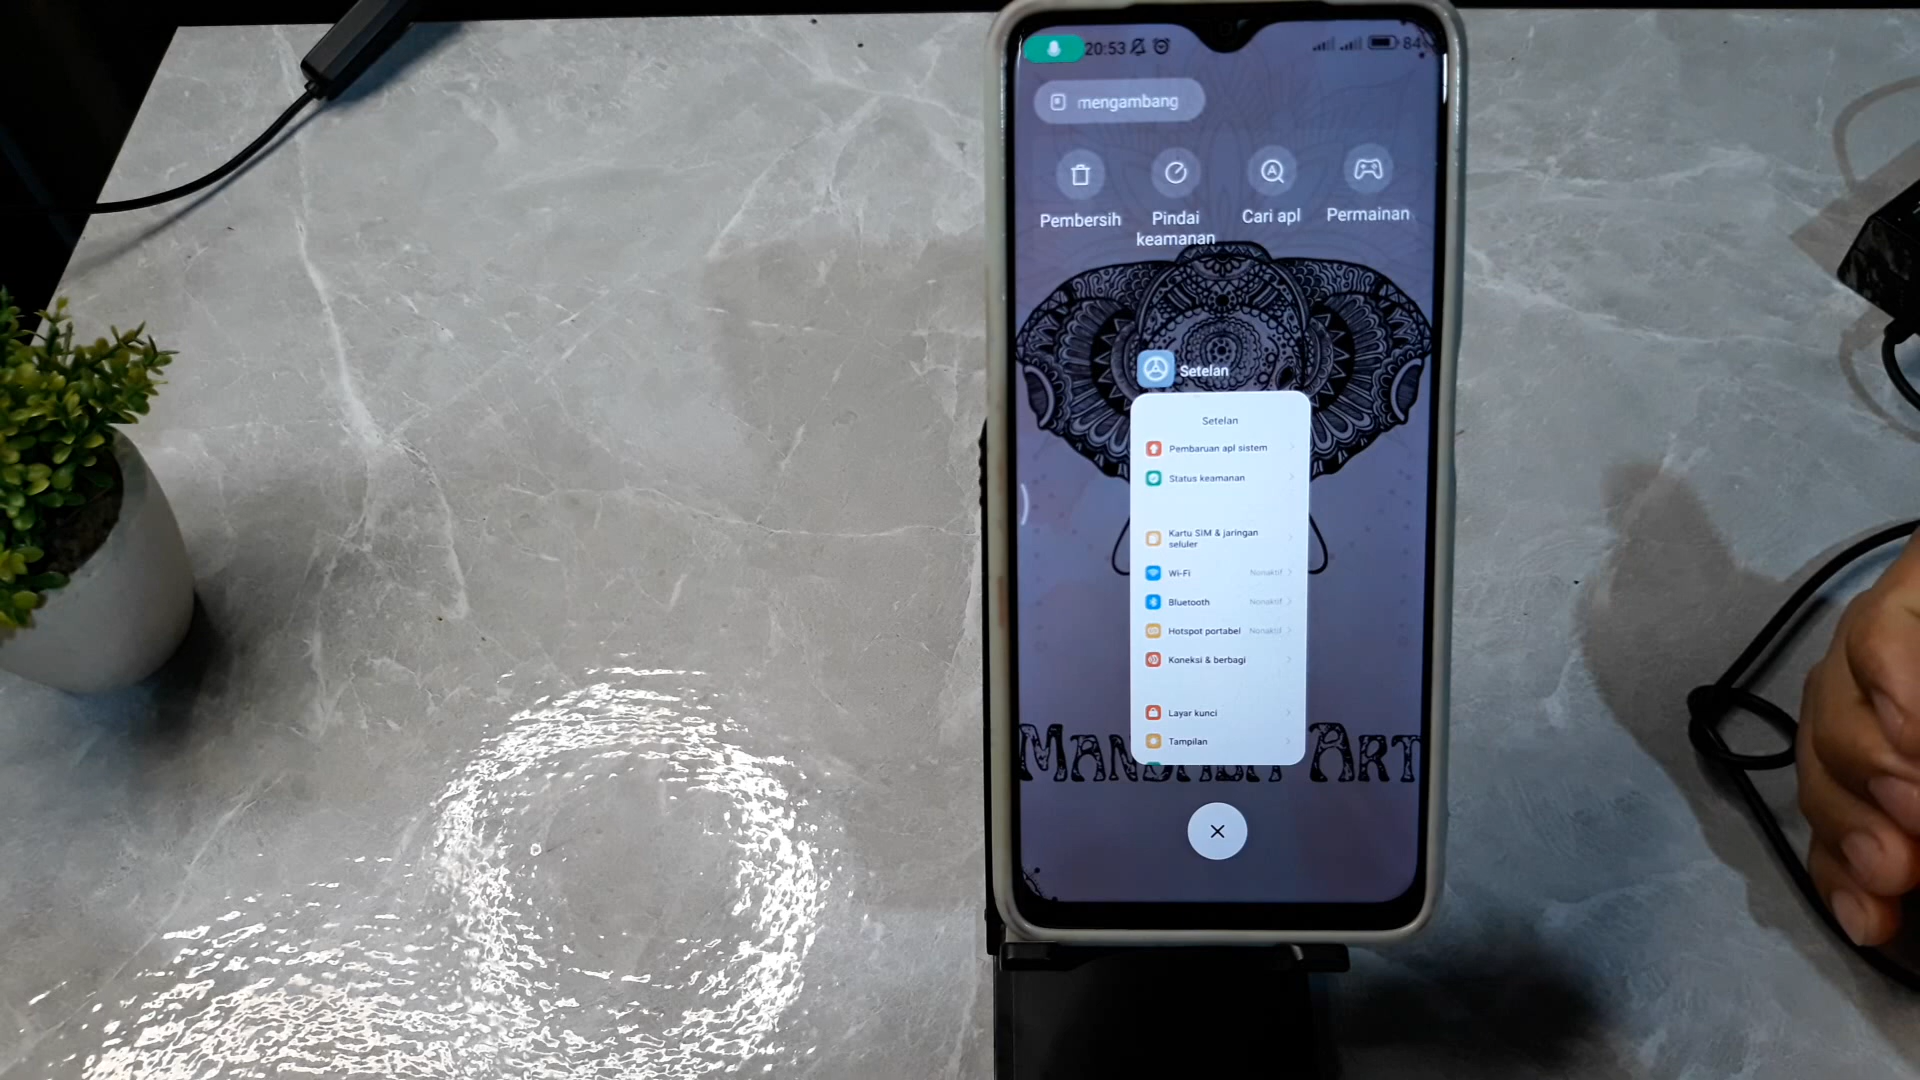 20:53
84
mengambang
Pembersih
Pindai
keamanan
Cari apl
Permainan
Setelan
Setelan
Pembaruan apl sistem
Status keamanan
Kartu SIM & jaringan
seluler
Wi-Fi Nonaktif
Bluetooth Nonaktif
Hotspot portabel Nonaktif
Koneksi & berbagi
Layar kunci
Tampilan
MANDALA ART